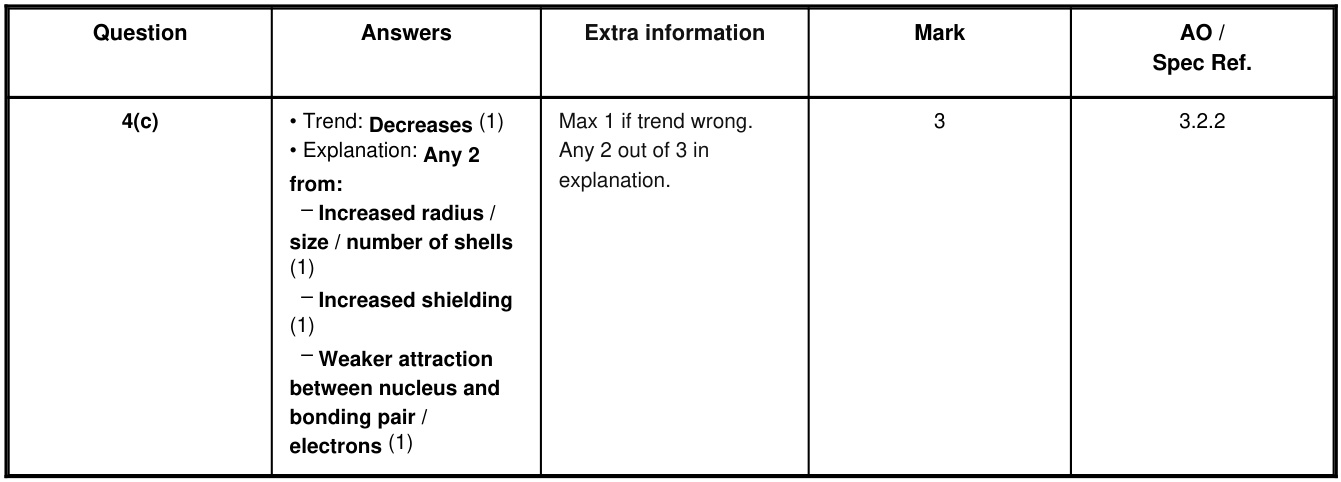 Question Answers Extra information Mark AO /
Spec Ref.
4(c)
• Trend: Decreases (1)
• Explanation: Any 2
from:
– Increased radius /
size / number of shells
(1)
– Increased shielding
(1)
– Weaker attraction
between nucleus and
bonding pair /
electrons (1)
Max 1 if trend wrong.
Any 2 out of 3 in
explanation.
3
3.2.2